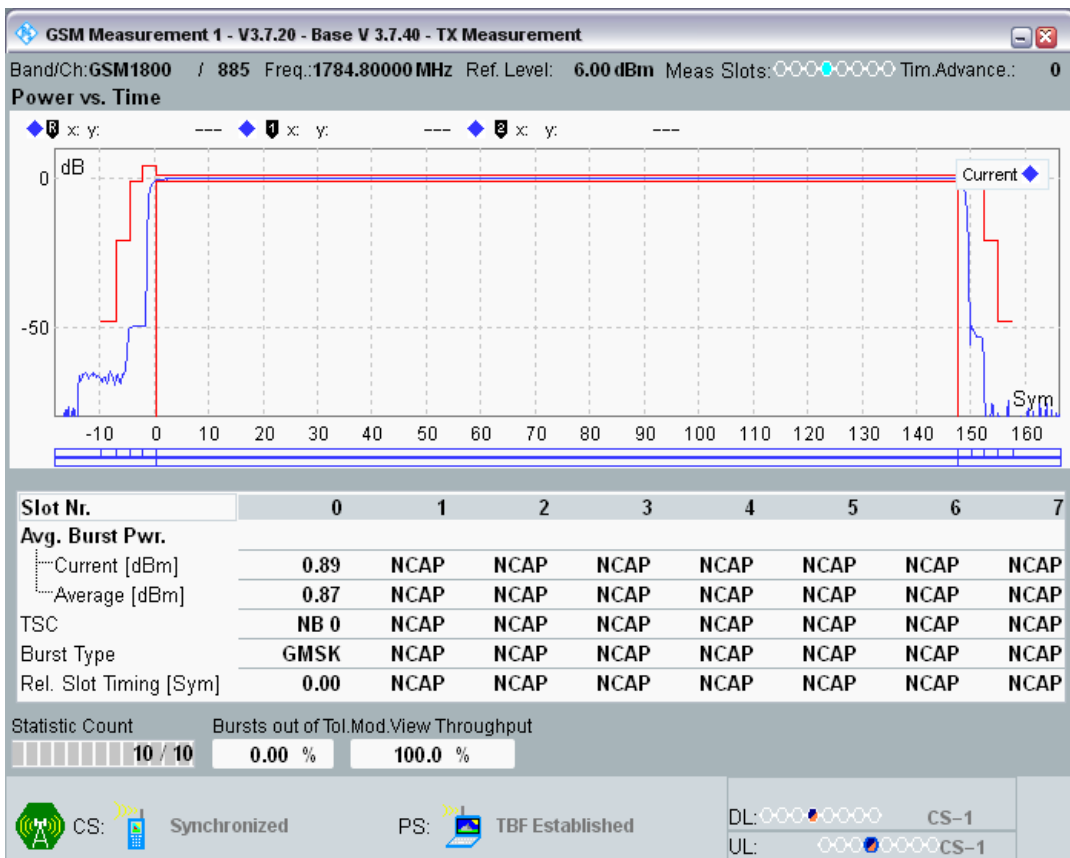 GSM Measurement 1 - V3.7.20 - Base V 3.7.40 - TX Measurement
Band/Ch:GSM1800 / 885 Freq.:1784.80000 MHz Ref. Level: 6.00 dBm Meas Slots: Tim.Advance.: 0
Power vs. Time
R x: y: --- 1 x: y: --- 2 x: y: ---
dB
Current
0
-50
Sym
-10 0 10 20 30 40 50 60 70 80 90 100 110 120 130 140 150 160
Slot Nr. 0 1 2 3 4 5 6 7
Avg. Burst Pwr.
Current [dBm] 0.89 NCAP NCAP NCAP NCAP NCAP NCAP NCAP
Average [dBm] 0.87 NCAP NCAP NCAP NCAP NCAP NCAP NCAP
TSC NB 0 NCAP NCAP NCAP NCAP NCAP NCAP NCAP
Burst Type GMSK NCAP NCAP NCAP NCAP NCAP NCAP NCAP
Rel. Slot Timing [Sym] 0.00 NCAP NCAP NCAP NCAP NCAP NCAP NCAP
Statistic Count Bursts out of Tol.Mod.View Throughput
10 / 10 0.00 % 100.0 %
CS: Synchronized PS: TBF Established
DL: CS-1
UL: CS-1